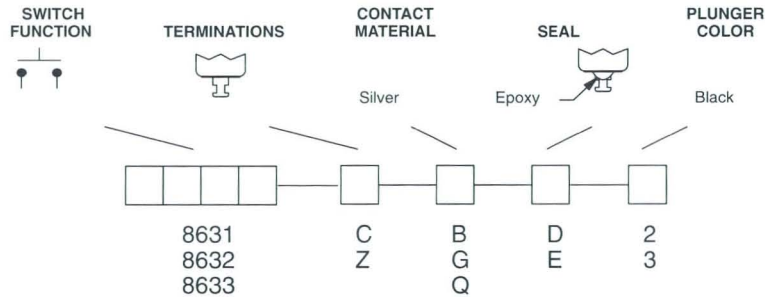 SWITCH FUNCTION
TERMINATIONS
CONTACT MATERIAL
SEAL
PLUNGER COLOR
Silver
Epoxy
Black
8631 C B D 2
8632 Z G E 3
8633 Q